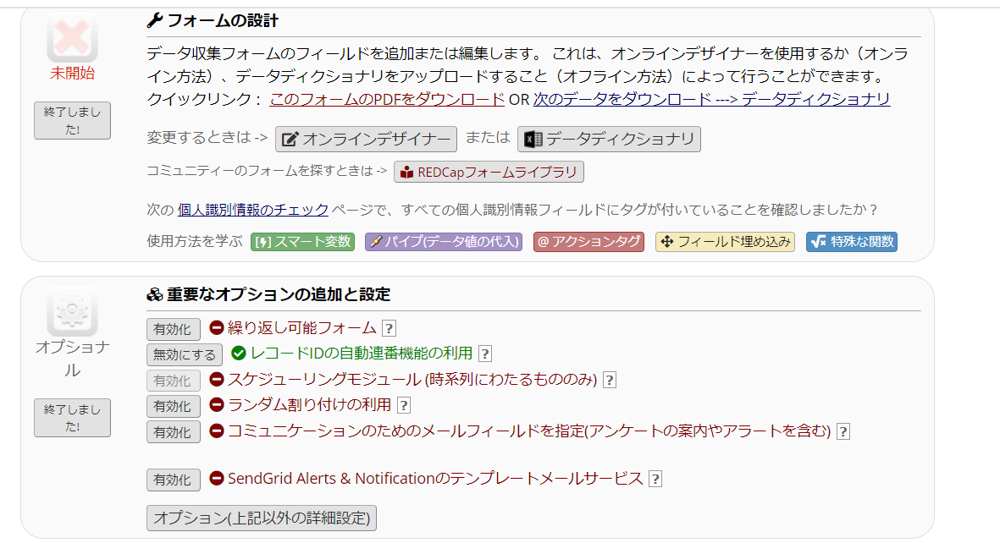 フォームの設計
未開始
終了しまし
た!
データ収集フォームのフィールドを追加または編集します。 これは、オンラインデザイナーを使用するか（オンラ
イン方法）、データディクショナリをアップロードすること（オフライン方法）によって行うことができます。
クイックリンク： このフォームのPDFをダウンロード OR 次のデータをダウンロード ---> データディクショナリ
変更するときは -> オンラインデザイナー または データディクショナリ
コミュニティーのフォームを探すときは -> REDCapフォームライブラリ
次の 個人識別情報のチェック ページで、すべての個人識別情報フィールドにタグが付いていることを確認しましたか？
使用方法を学ぶ スマート変数 パイプ(データ値の代入) @ アクションタグ フィールド埋め込み 特殊な関数
重要なオプションの追加と設定
オプショナ
ル
終了しまし
た!
有効化 繰り返し可能フォーム ?
無効にする レコードIDの自動連番機能の利用 ?
有効化 スケジューリングモジュール (時系列にわたるもののみ) ?
有効化 ランダム割り付けの利用 ?
有効化 コミュニケーションのためのメールフィールドを指定(アンケートの案内やアラートを含む) ?
有効化 SendGrid Alerts & Notificationのテンプレートメールサービス ?
オプション(上記以外の詳細設定)